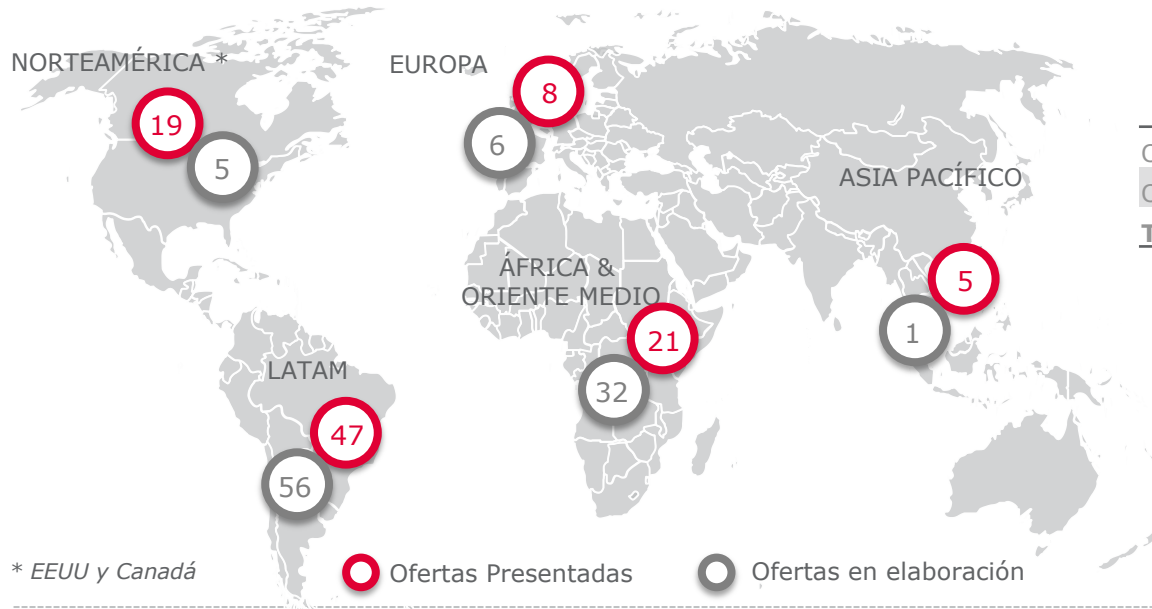 NORTEAMÉRICA *
EUROPA
8
19
6
5
ASIA PACÍFICO
ÁFRICA &
ORIENTE MEDIO
5
21
1
LATAM
32
47
56
* EEUU y Canadá
Ofertas Presentadas
Ofertas en elaboración